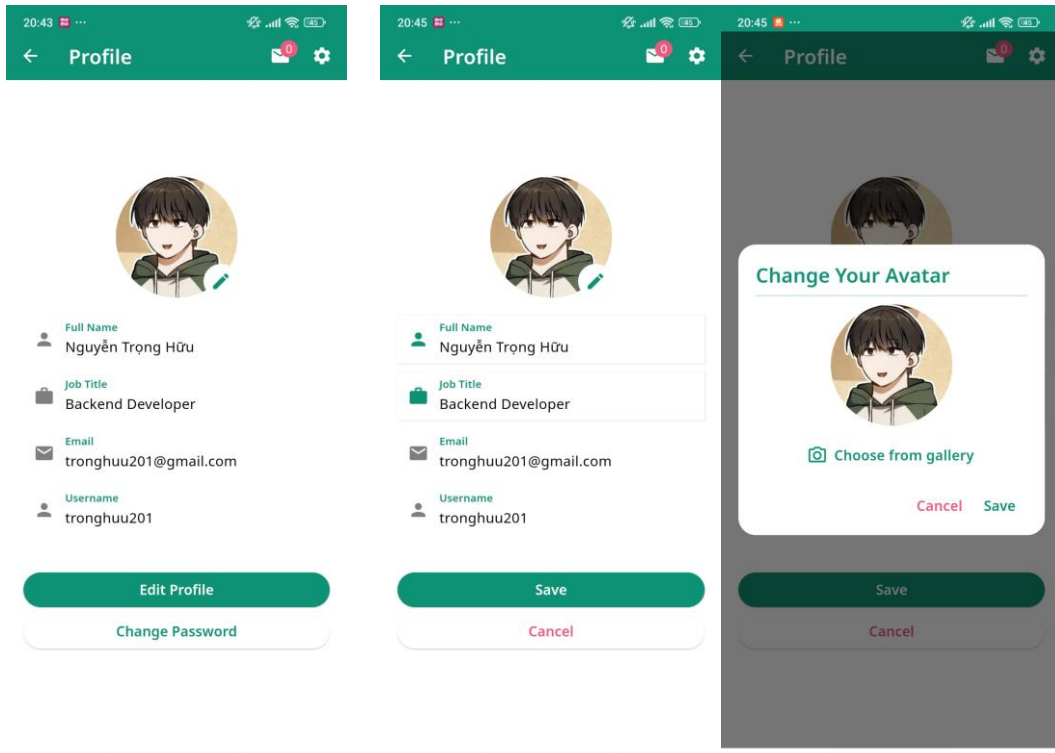 20:43 ... 45
Profile 0
Full Name
Nguyễn Trọng Hữu
Job Title
Backend Developer
Email
tronghuu201@gmail.com
Username
tronghuu201
Edit Profile
Change Password
20:45 ... 45
Profile 0
Full Name
Nguyễn Trọng Hữu
Job Title
Backend Developer
Email
tronghuu201@gmail.com
Username
tronghuu201
Save
Cancel
20:45 ... 45
Profile 0
Change Your Avatar
Choose from gallery
Cancel Save
Save
Cancel